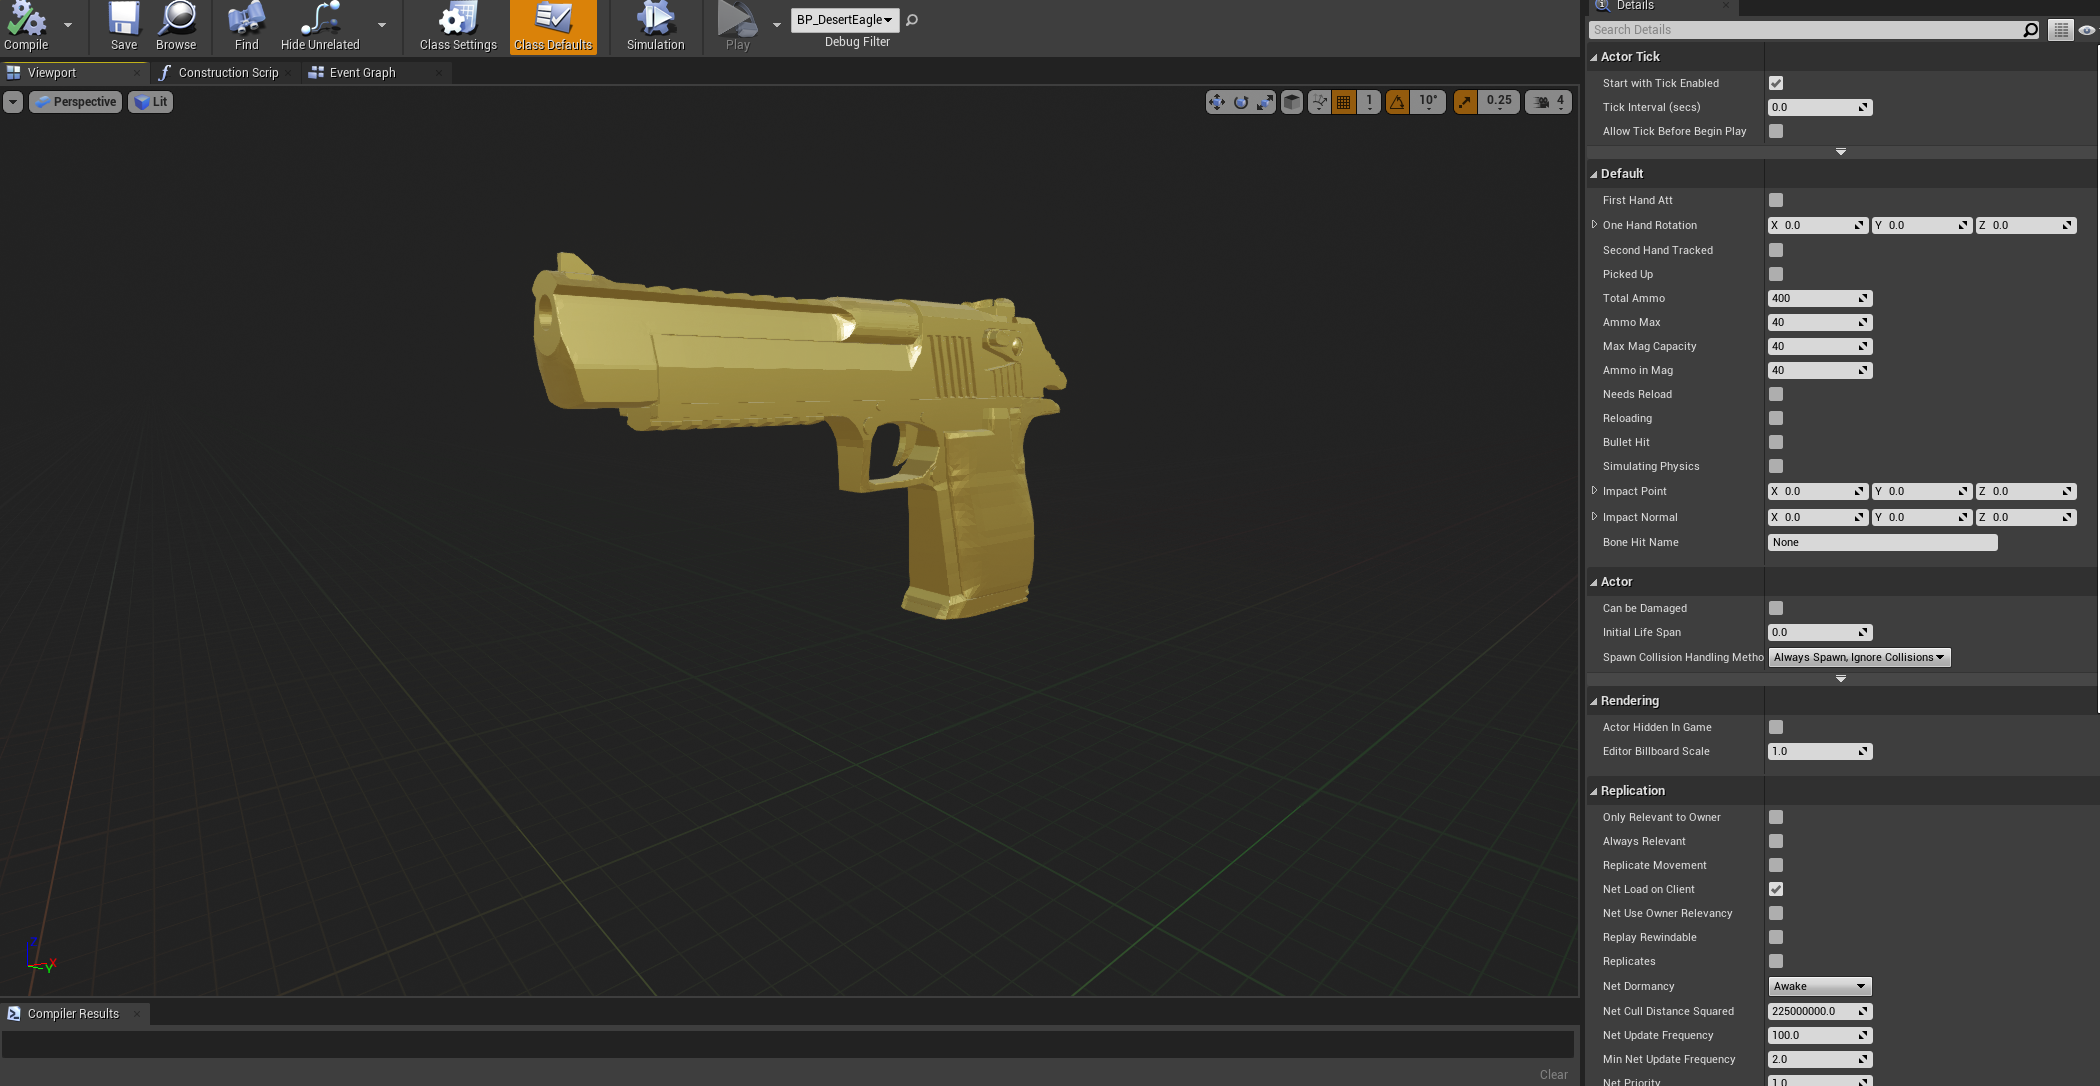 Compile
Save
Browse
Find
Hide Unrelated
Class Settings
Class Defaults
Simulation
Play
BP_DesertEagle
Debug Filter
Viewport
Construction Scrip
Event Graph
Perspective
Lit
1
10°
0.25
4
Z
X
Y
Compiler Results
Clear
Details
Search Details
Actor Tick
Start with Tick Enabled
Tick Interval (secs) 0.0
Allow Tick Before Begin Play
Default
First Hand Att
One Hand Rotation X 0.0 Y 0.0 Z 0.0
Second Hand Tracked
Picked Up
Total Ammo 400
Ammo Max 40
Max Mag Capacity 40
Ammo in Mag 40
Needs Reload
Reloading
Bullet Hit
Simulating Physics
Impact Point X 0.0 Y 0.0 Z 0.0
Impact Normal X 0.0 Y 0.0 Z 0.0
Bone Hit Name None
Actor
Can be Damaged
Initial Life Span 0.0
Spawn Collision Handling Metho Always Spawn, Ignore Collisions
Rendering
Actor Hidden In Game
Editor Billboard Scale 1.0
Replication
Only Relevant to Owner
Always Relevant
Replicate Movement
Net Load on Client
Net Use Owner Relevancy
Replay Rewindable
Replicates
Net Dormancy Awake
Net Cull Distance Squared 225000000.0
Net Update Frequency 100.0
Min Net Update Frequency 2.0
Net Priority 1.0